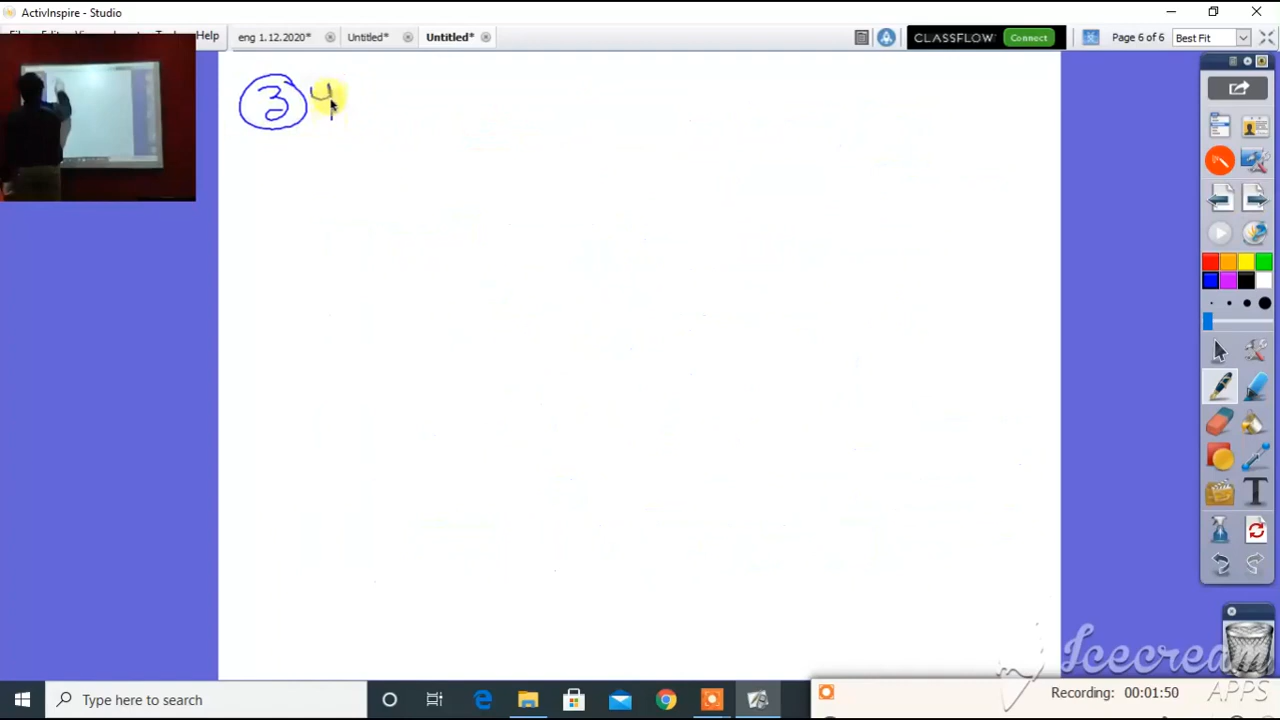 ActivInspire - Studio
Help
eng 1.12.2020* Untitled* Untitled* CLASSFLOW Connect Page 6 of 6 Best Fit
3 4
T
Icecream
APPS
Type here to search
Recording: 00:01:50